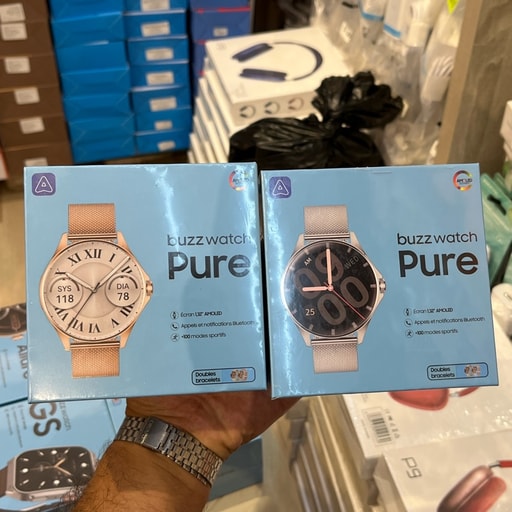 buzz watch
Pure
Écran 1,32" AMOLED
Appels et notifications Bluetooth
+100 modes sportifs
Doubles
bracelets
SYS
118
DIA
78
buzz watch
Pure
Écran 1,32" AMOLED
Appels et notifications Bluetooth
+100 modes sportifs
Doubles
bracelets
25
GS
P9